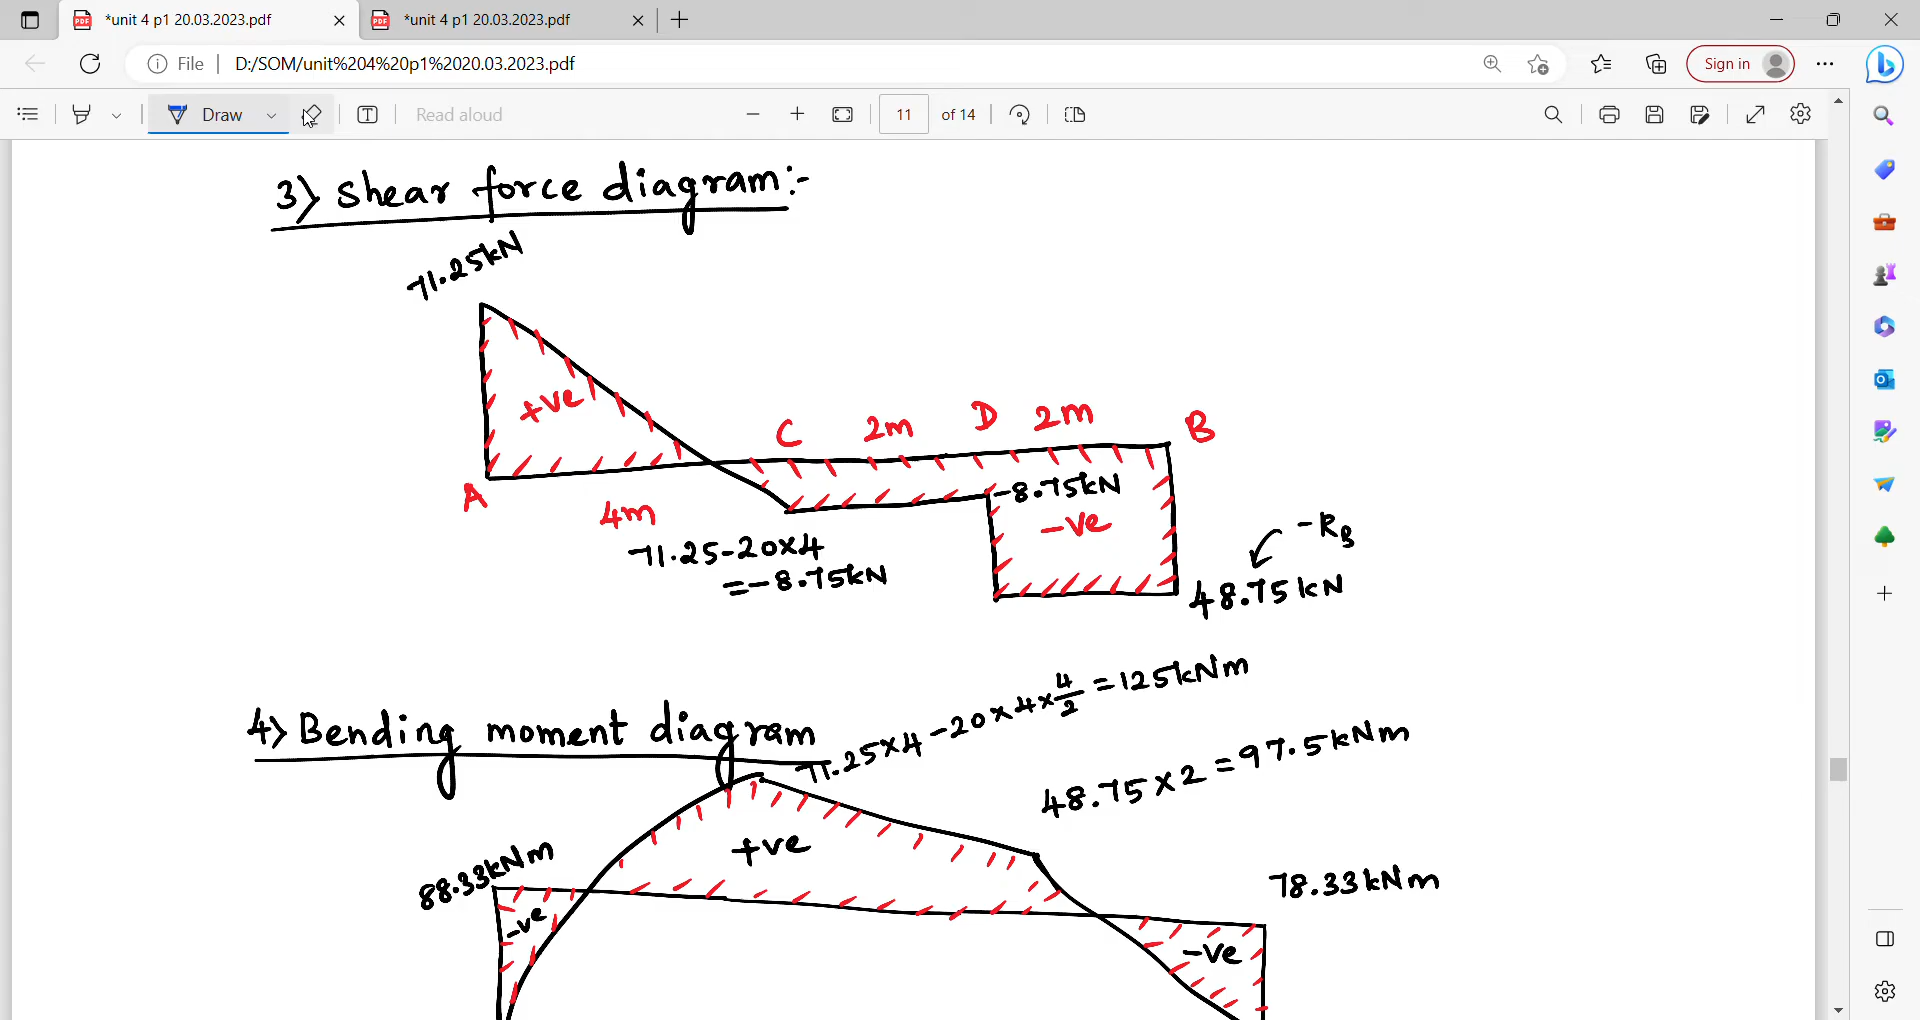 *unit 4 p1 20.03.2023.pdf
*unit 4 p1 20.03.2023.pdf
File
D:/SOM/unit%204%20p1%2020.03.2023.pdf
Sign in
Draw
Read aloud
11 of 14
3) Shear force diagram:-
71.25kN
+ve
C 2m D 2m B
A
4m
-8.75kN
-ve
71.25-20x4
=-8.75kN
-RB
48.75kN
4) Bending moment diagram
71.25x4-20x4x4/2=125kNm
48.75x2=97.5kNm
+ve
88.33kNm
78.33kNm
-ve
-ve